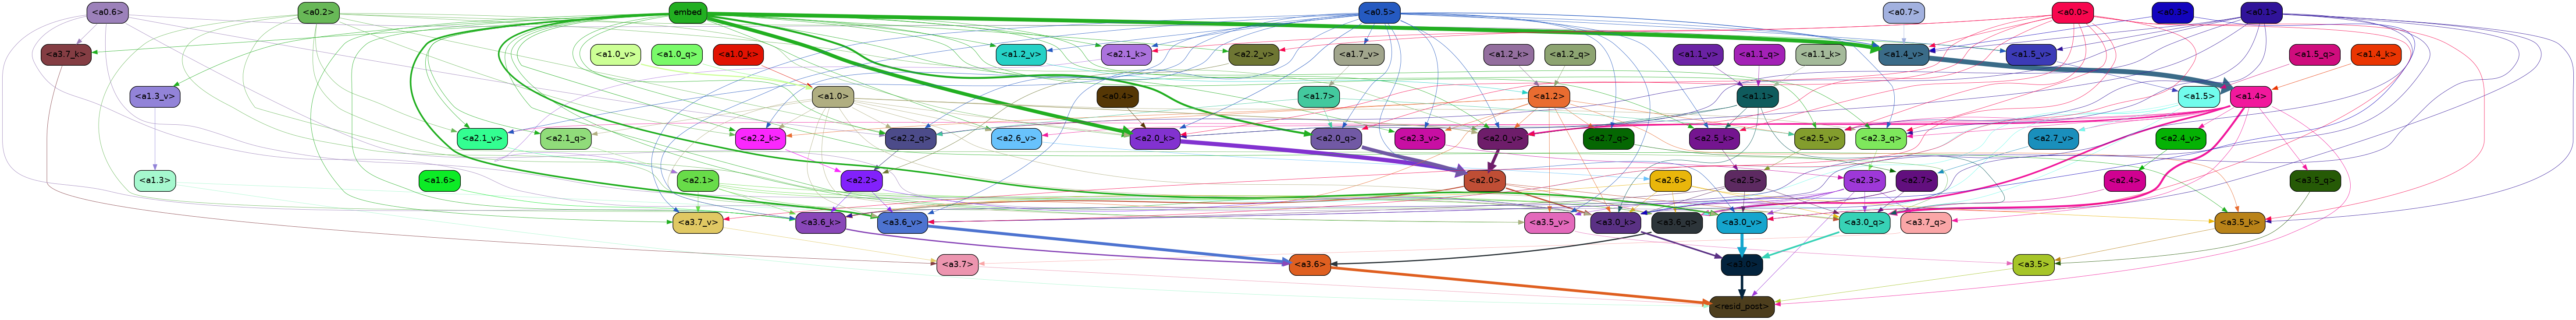 <a0.6> <a0.2> embed <a0.5> <a0.7> <a0.0> <a0.3> <a0.1>
<a3.7_k> <a1.0_v> <a1.0_q> <a1.0_k> <a1.2_v> <a2.1_k> <a2.2_v> <a1.7_v> <a1.2_k> <a1.2_q> <a1.1_v> <a1.1_q> <a1.1_k> <a1.4_v> <a1.5_v> <a1.5_q> <a1.4_k>
<a1.3_v> <a1.0> <a0.4> <a1.7> <a1.2> <a1.1> <a1.5> <a1.4>
<a2.1_v> <a2.1_q> <a2.2_k> <a2.2_q> <a2.6_v> <a2.0_k> <a2.0_q> <a2.3_v> <a2.0_v> <a2.7_q> <a2.5_k> <a2.5_v> <a2.3_q> <a2.7_v> <a2.4_v>
<a1.3> <a1.6> <a2.1> <a2.2> <a2.0> <a2.6> <a2.5> <a2.3> <a2.7> <a2.4> <a3.5_q>
<a3.7_v> <a3.6_k> <a3.6_v> <a3.5_v> <a3.0_k> <a3.6_q> <a3.0_v> <a3.0_q> <a3.7_q> <a3.5_k>
<a3.7> <a3.6> <a3.0> <a3.5>
<resid_post>